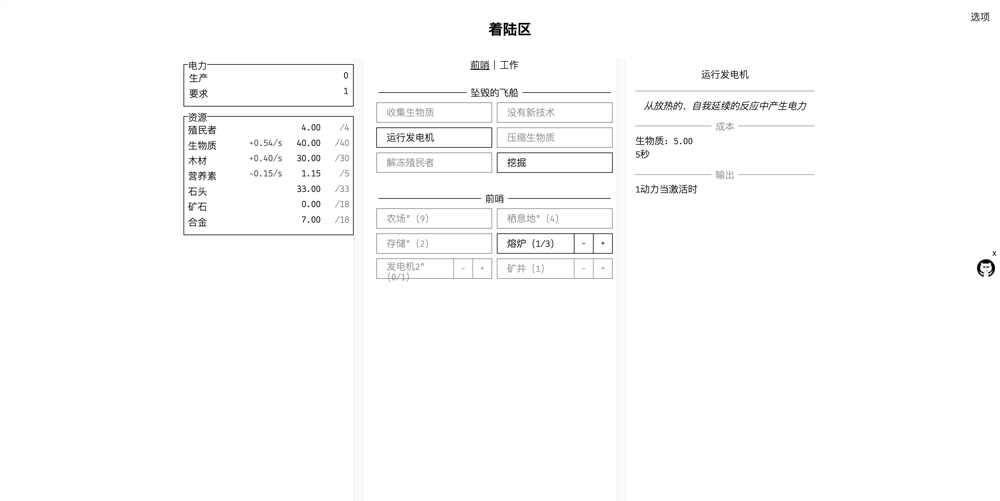 选项
着陆区
电力
生产 0
要求 1
资源
殖民者 4.00 /4
生物质 +0.54/s 40.00 /40
木材 +0.40/s 30.00 /30
营养素 -0.15/s 1.15 /5
石头 33.00 /33
矿石 0.00 /18
合金 7.00 /18
前哨 | 工作
坠毁的飞船
收集生物质 没有新技术
运行发电机 压缩生物质
解冻殖民者 挖掘
前哨
农场° (9) 栖息地° (4)
存储° (2) 熔炉 (1/3) - +
发电机2° (0/1) - + 矿井 (1) - +
运行发电机
从放热的、自我延续的反应中产生电力
成本
生物质: 5.00
5秒
输出
1动力当激活时
x